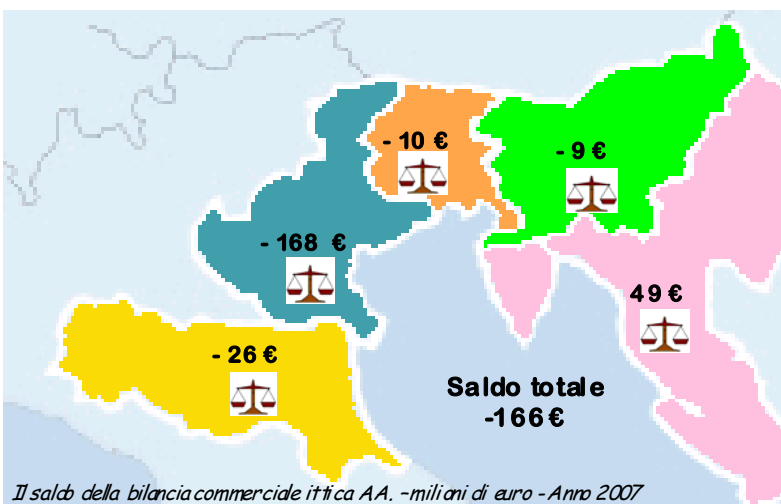 - 10 €
- 9 €
- 168 €
49 €
- 26 €
Saldo totale
-166 €
Il saldo della bilancia commerciale ittica A.A. - milioni di euro - Anno 2007